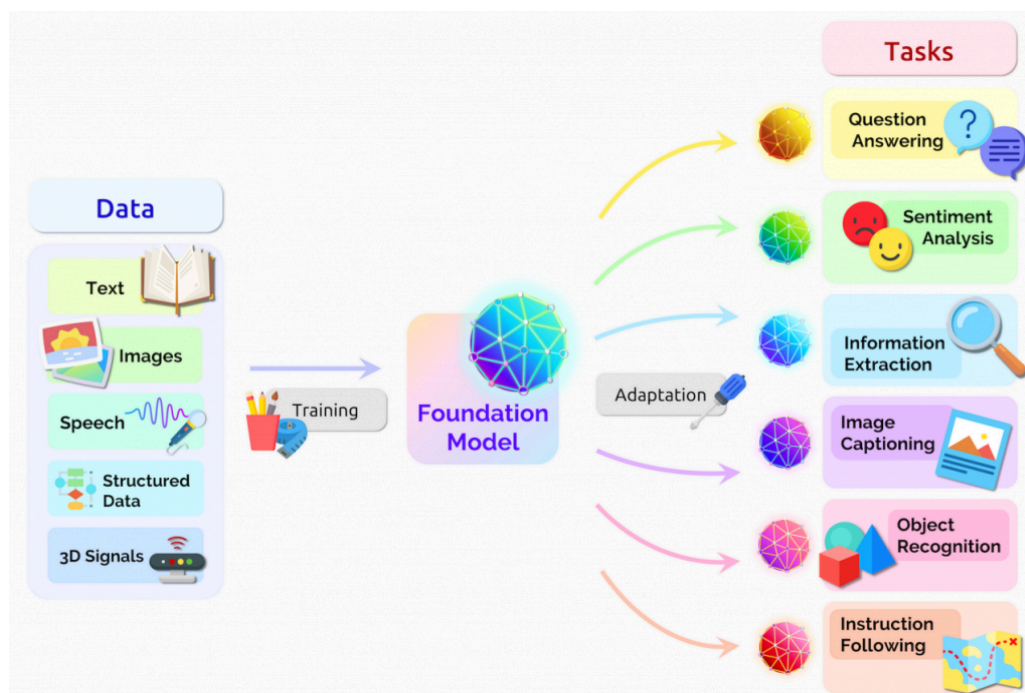 Data
Text
Images
Speech
Structured
Data
3D Signals
Training
Foundation
Model
Adaptation
Tasks
Question
Answering
Sentiment
Analysis
Information
Extraction
Image
Captioning
Object
Recognition
Instruction
Following